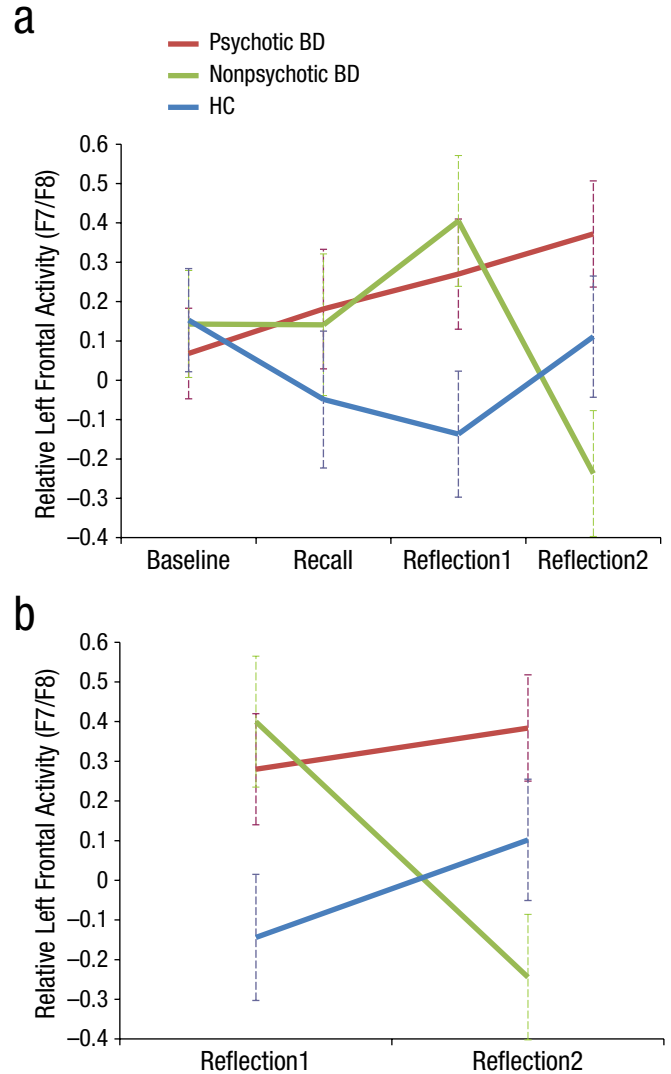 a
Psychotic BD
Nonpsychotic BD
HC
Relative Left Frontal Activity (F7/F8)
0.6
0.5
0.4
0.3
0.2
0.1
0
–0.1
–0.2
–0.3
–0.4
Baseline Recall Reflection1 Reflection2
b
Relative Left Frontal Activity (F7/F8)
0.6
0.5
0.4
0.3
0.2
0.1
0
–0.1
–0.2
–0.3
–0.4
Reflection1 Reflection2